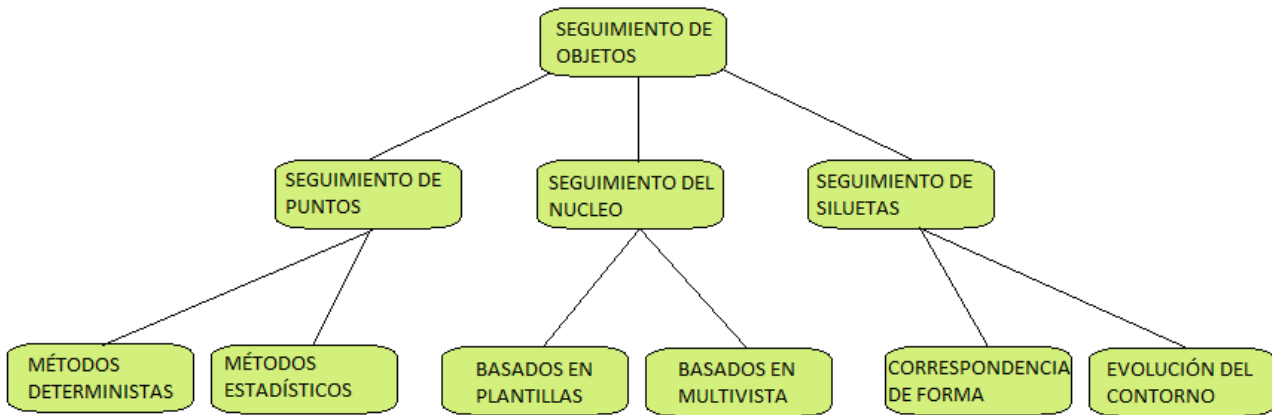 SEGUIMIENTO DE
OBJETOS
SEGUIMIENTO DE
PUNTOS
SEGUIMIENTO DEL
NUCLEO
SEGUIMIENTO DE
SILUETAS
MÉTODOS
DETERMINISTAS
MÉTODOS
ESTADÍSTICOS
BASADOS EN
PLANTILLAS
BASADOS EN
MULTIVISTA
CORRESPONDENCIA
DE FORMA
EVOLUCIÓN DEL
CONTORNO